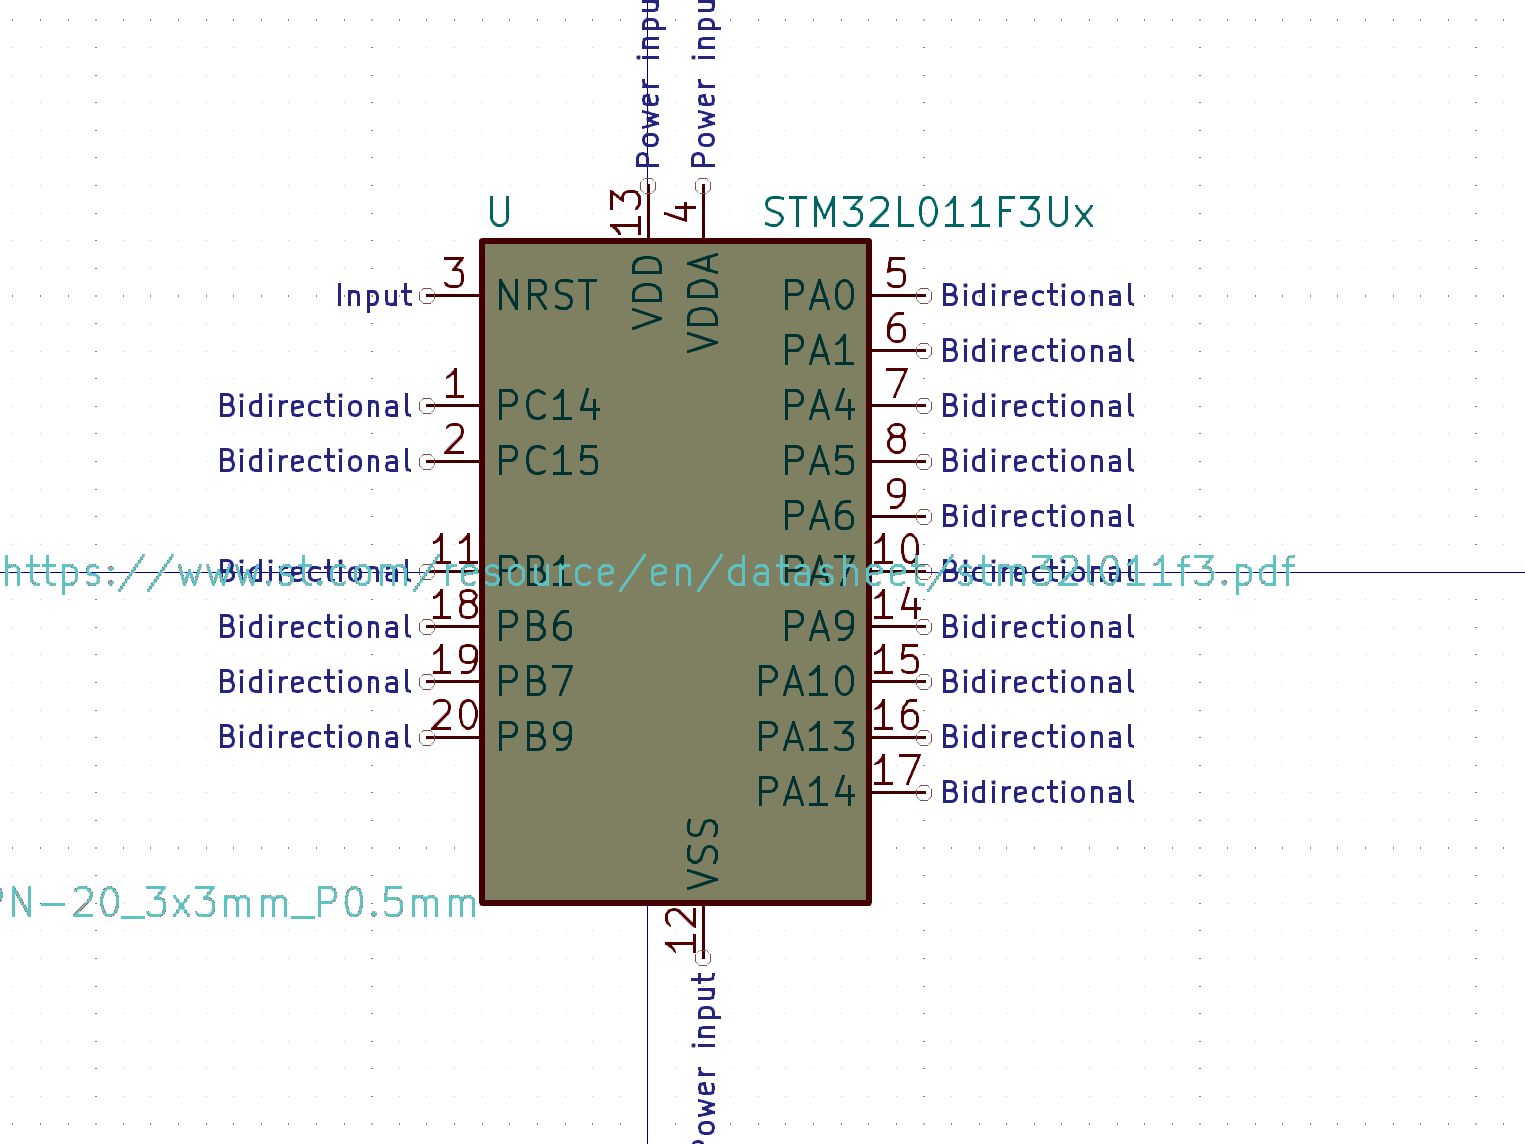 Power inpu
Power inpu
13
4
U
STM32L011F3Ux
VDD
VDDA
Input
3
NRST
PA0
5
Bidirectional
PA1
6
Bidirectional
Bidirectional
1
PC14
PA4
7
Bidirectional
Bidirectional
2
PC15
PA5
8
Bidirectional
PA6
9
Bidirectional
Bidirectional
11
PB1
PA7
10
Bidirectional
https://www.st.com/resource/en/datasheet/stm32l011f3.pdf
Bidirectional
18
PB6
PA9
14
Bidirectional
Bidirectional
19
PB7
PA10
15
Bidirectional
Bidirectional
20
PB9
PA13
16
Bidirectional
PA14
17
Bidirectional
VSS
PN-20_3x3mm_P0.5mm
12
Power input